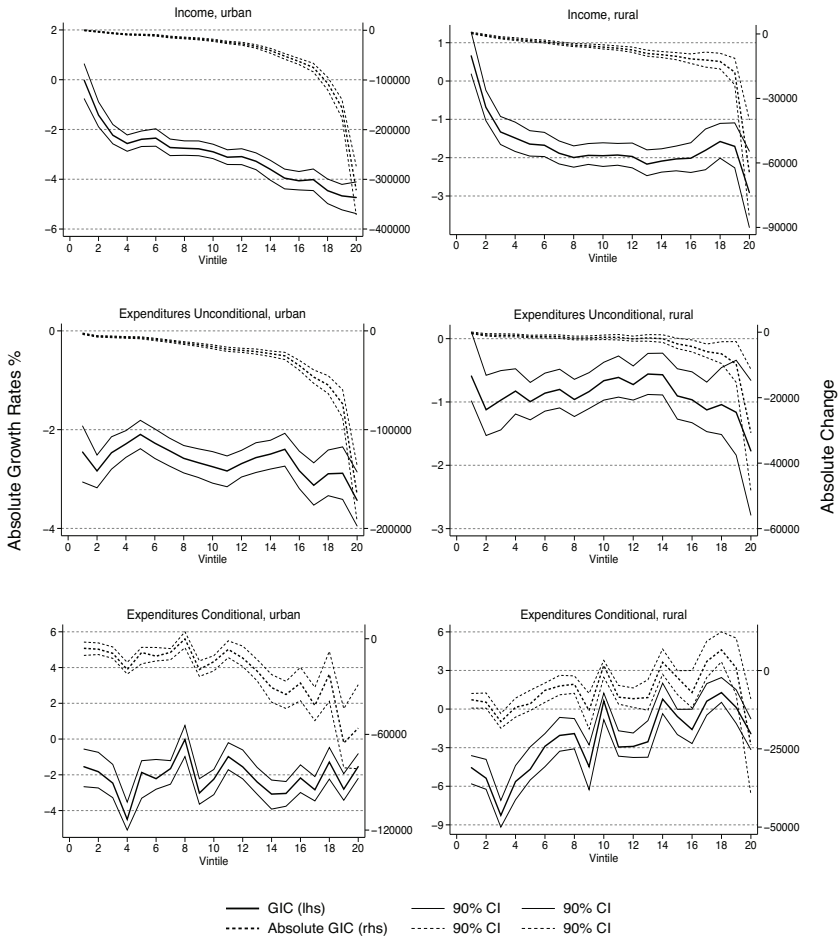 Income, urban
2
0
−2
−4
−6
0
−100000
−200000
−300000
−400000
0 2 4 6 8 10 12 14 16 18 20
Vintile
Income, rural
1
0
−1
−2
−3
0
−30000
−60000
−90000
0 2 4 6 8 10 12 14 16 18 20
Vintile
Absolute Growth Rates %
Expenditures Unconditional, urban
0
−2
−4
0
−100000
−200000
0 2 4 6 8 10 12 14 16 18 20
Vintile
Expenditures Unconditional, rural
0
−1
−2
−3
0
−20000
−40000
−60000
0 2 4 6 8 10 12 14 16 18 20
Vintile
Absolute Change
Expenditures Conditional, urban
6
4
2
0
−2
−4
0
−60000
−120000
0 2 4 6 8 10 12 14 16 18 20
Vintile
Expenditures Conditional, rural
6
3
0
−3
−6
−9
0
−25000
−50000
0 2 4 6 8 10 12 14 16 18 20
Vintile
GIC (lhs) 90% CI 90% CI
Absolute GIC (rhs) 90% CI 90% CI